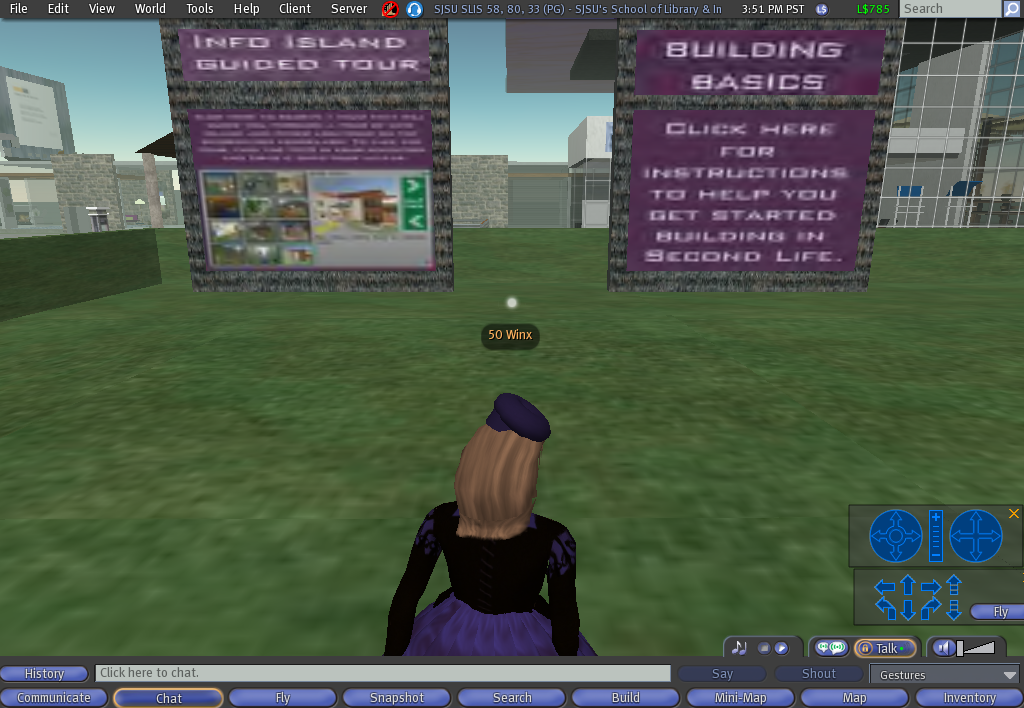 File Edit View World Tools Help Client Server SJSU SLIS 58, 80, 33 (PG) - SJSU's School of Library & In 3:51 PM PST L$ L$785 Search
Info Island
Guided Tour
Building
Basics
Click here
for
instructions
to help you
get started
building in
Second Life.
50 Winx
Fly
Talk
History Click here to chat. Say Shout Gestures
Communicate Chat Fly Snapshot Search Build Mini-Map Map Inventory